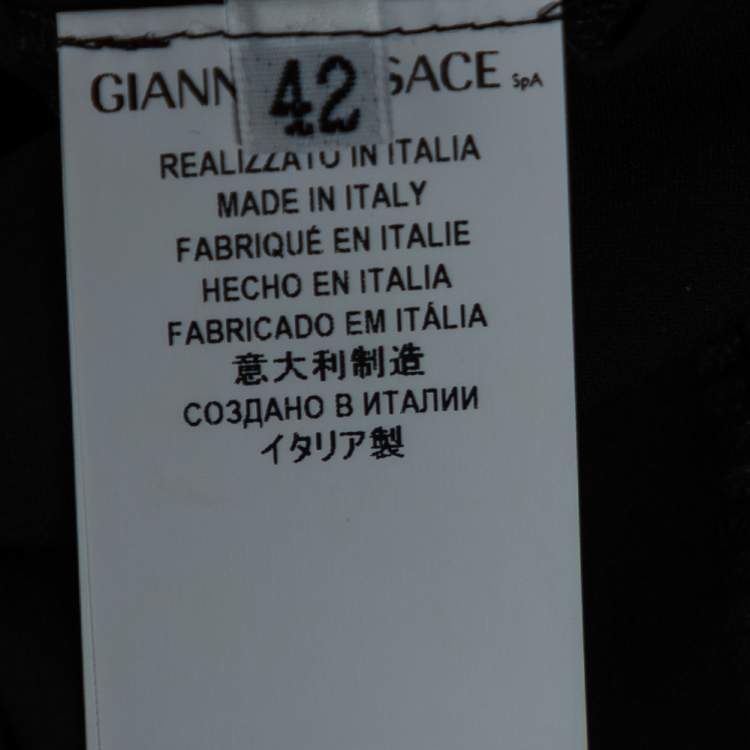 GIANN 42 SACE SpA
REALIZZATO IN ITALIA
MADE IN ITALY
FABRIQUÉ EN ITALIE
HECHO EN ITALIA
FABRICADO EM ITÁLIA
意大利制造
СОЗДАНО В ИТАЛИИ
イタリア製